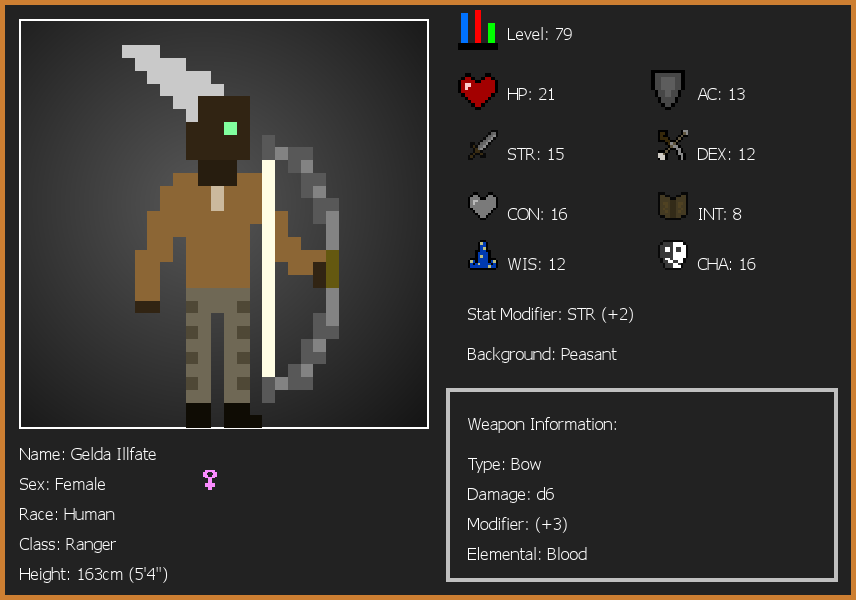 Level: 79
HP: 21
AC: 13
STR: 15
DEX: 12
CON: 16
INT: 8
WIS: 12
CHA: 16
Stat Modifier: STR (+2)
Background: Peasant
Weapon Information:
Type: Bow
Damage: d6
Modifier: (+3)
Elemental: Blood
Name: Gelda Illfate
Sex: Female
Race: Human
Class: Ranger
Height: 163cm (5'4")